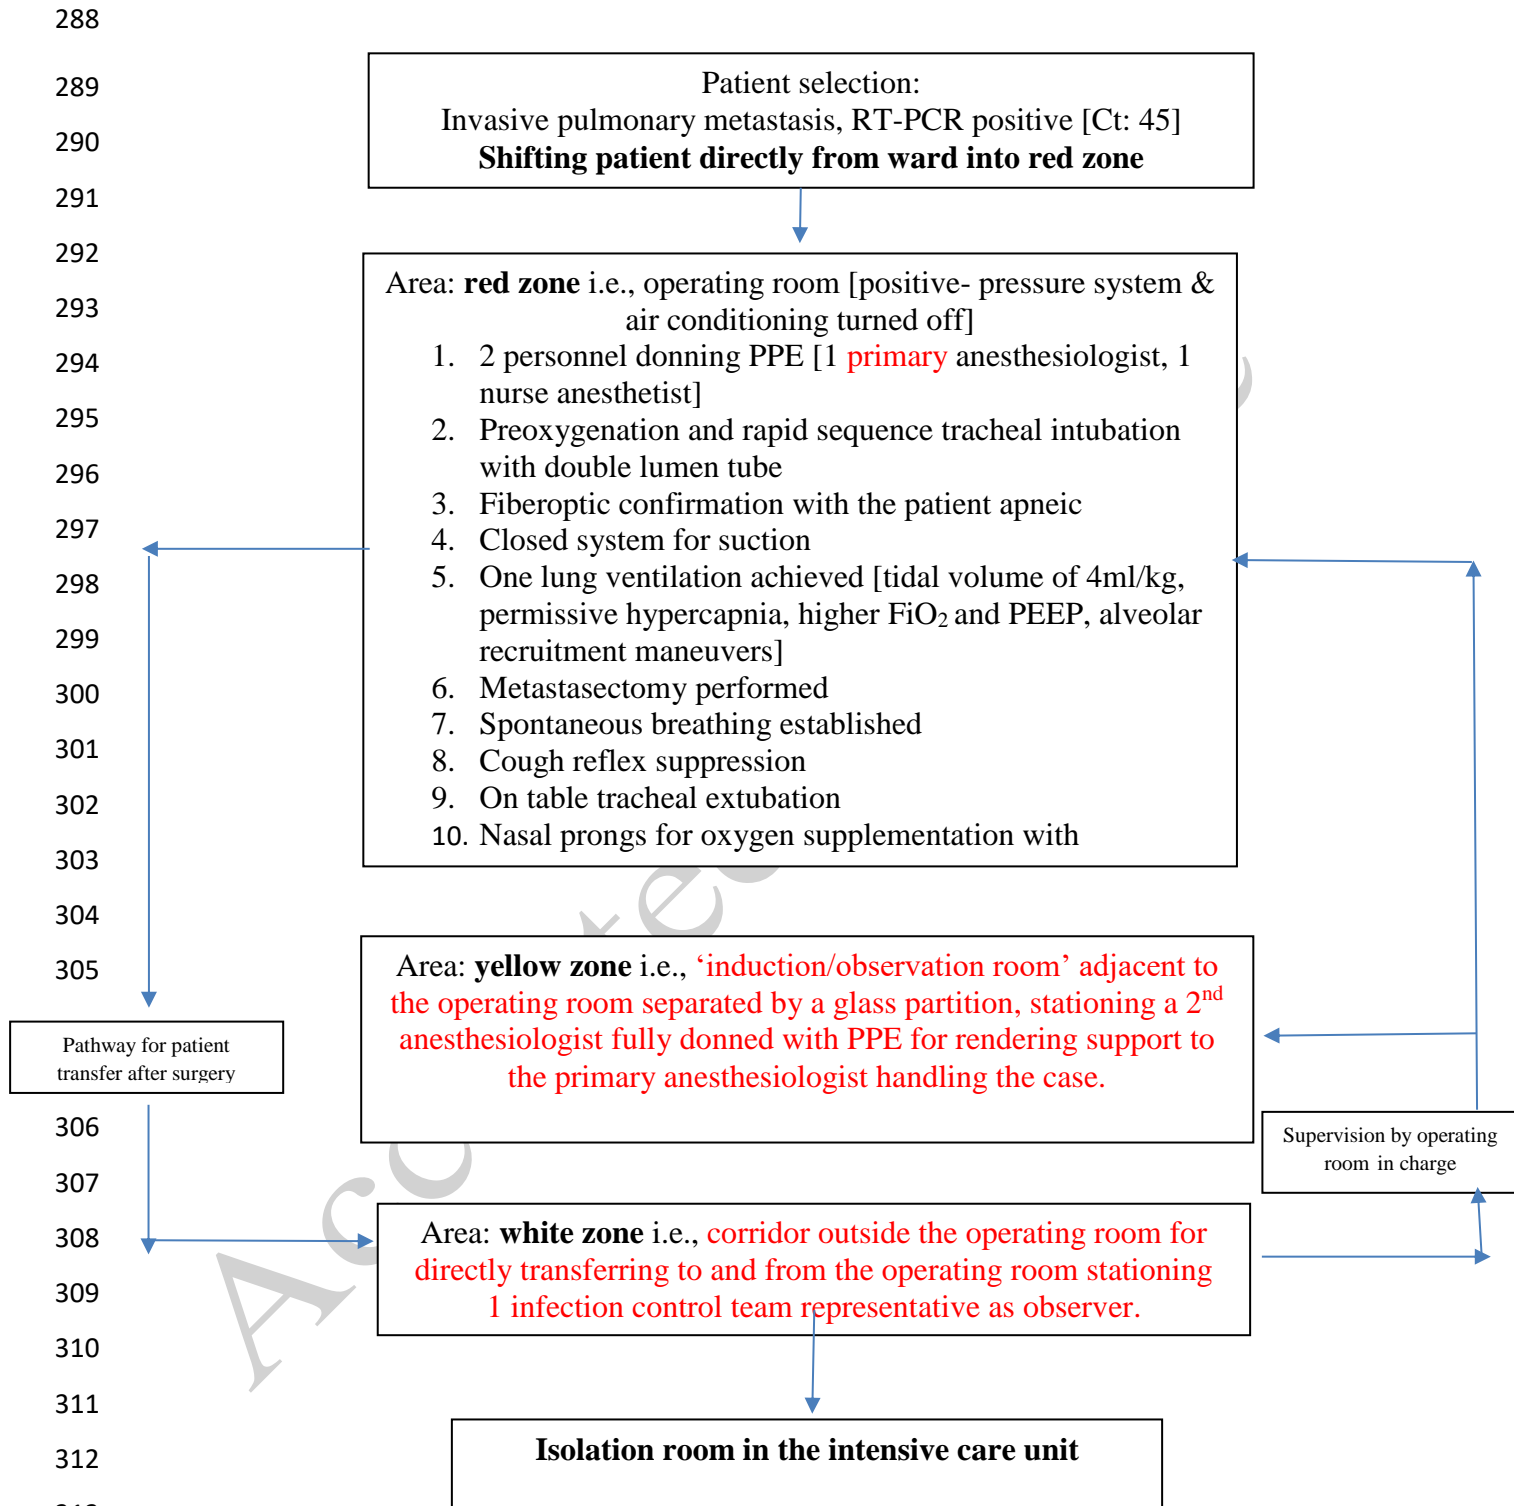 288
289
290
291
292
293
294
295
296
297
298
299
300
301
302
303
304
305
306
307
308
309
310
311
312
Patient selection:
Invasive pulmonary metastasis, RT-PCR positive [Ct: 45]
Shifting patient directly from ward into red zone
Area: red zone i.e., operating room [positive- pressure system &
air conditioning turned off]
1. 2 personnel donning PPE [1 primary anesthesiologist, 1
nurse anesthetist]
2. Preoxygenation and rapid sequence tracheal intubation
with double lumen tube
3. Fiberoptic confirmation with the patient apneic
4. Closed system for suction
5. One lung ventilation achieved [tidal volume of 4ml/kg,
permissive hypercapnia, higher FiO₂ and PEEP, alveolar
recruitment maneuvers]
6. Metastasectomy performed
7. Spontaneous breathing established
8. Cough reflex suppression
9. On table tracheal extubation
10. Nasal prongs for oxygen supplementation with
Area: yellow zone i.e., ‘induction/observation room’ adjacent to
the operating room separated by a glass partition, stationing a 2nd
anesthesiologist fully donned with PPE for rendering support to
the primary anesthesiologist handling the case.
Pathway for patient
transfer after surgery
Supervision by operating
room in charge
Area: white zone i.e., corridor outside the operating room for
directly transferring to and from the operating room stationing
1 infection control team representative as observer.
Isolation room in the intensive care unit